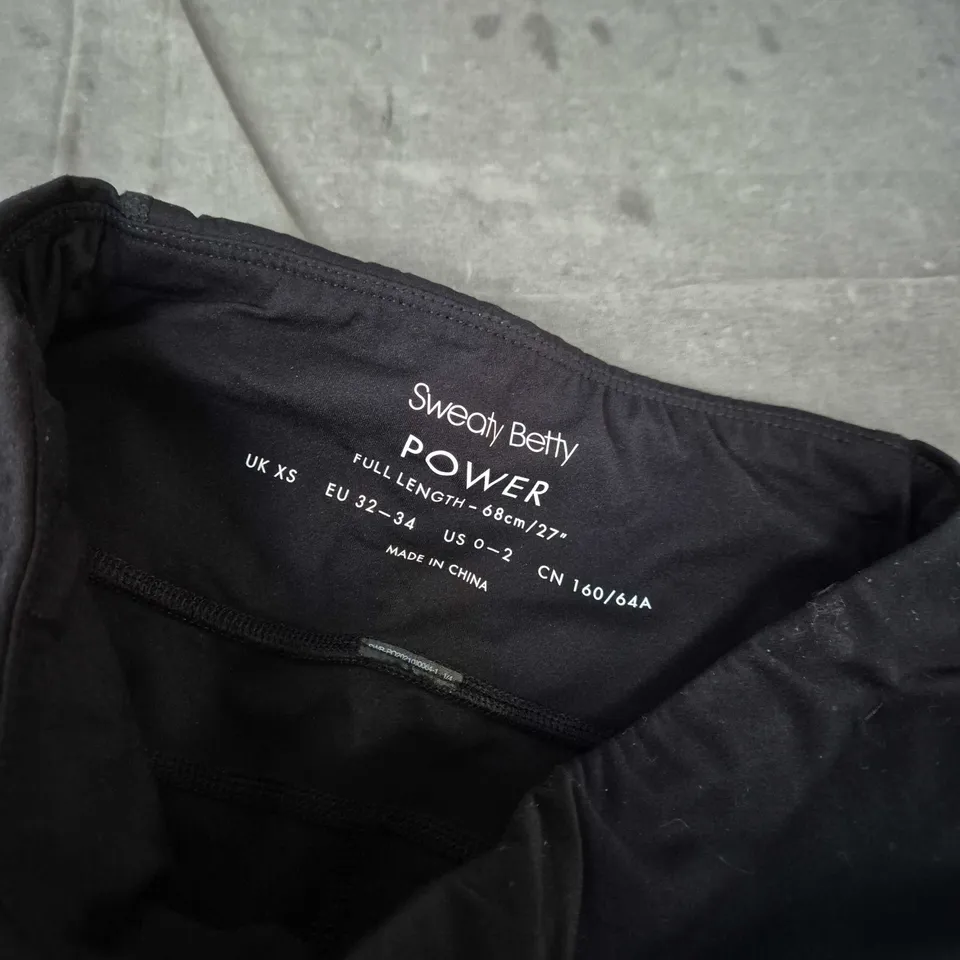 Sweaty Betty
POWER
FULL LENGTH – 68cm/27"
UK XS EU 32–34 US 0–2 CN 160/64A
MADE IN CHINA